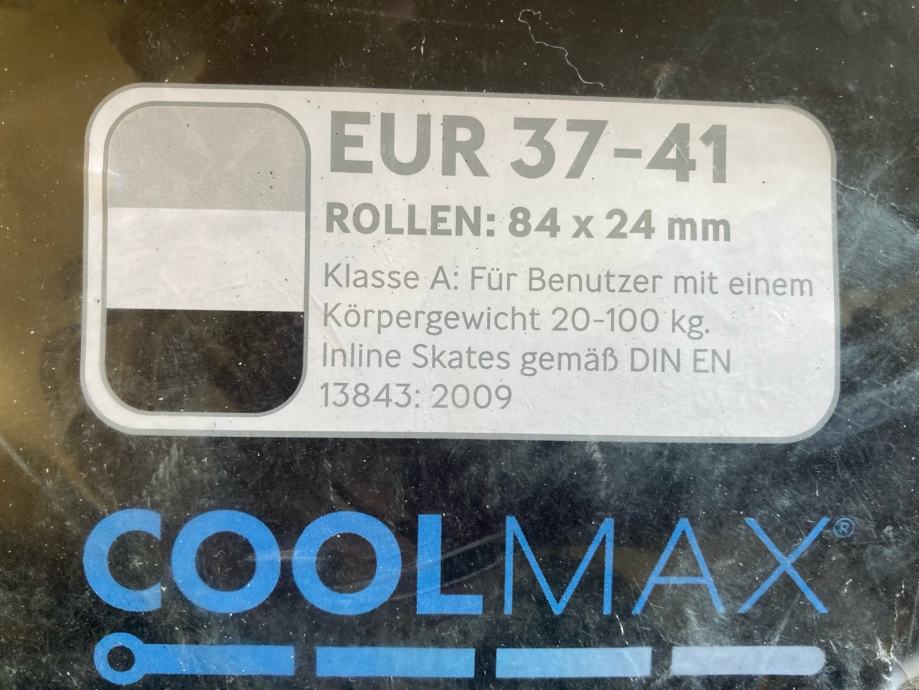 EUR 37-41
ROLLEN: 84 x 24 mm
Klasse A: Für Benutzer mit einem
Körpergewicht 20-100 kg.
Inline Skates gemäß DIN EN
13843: 2009
COOLMAX®